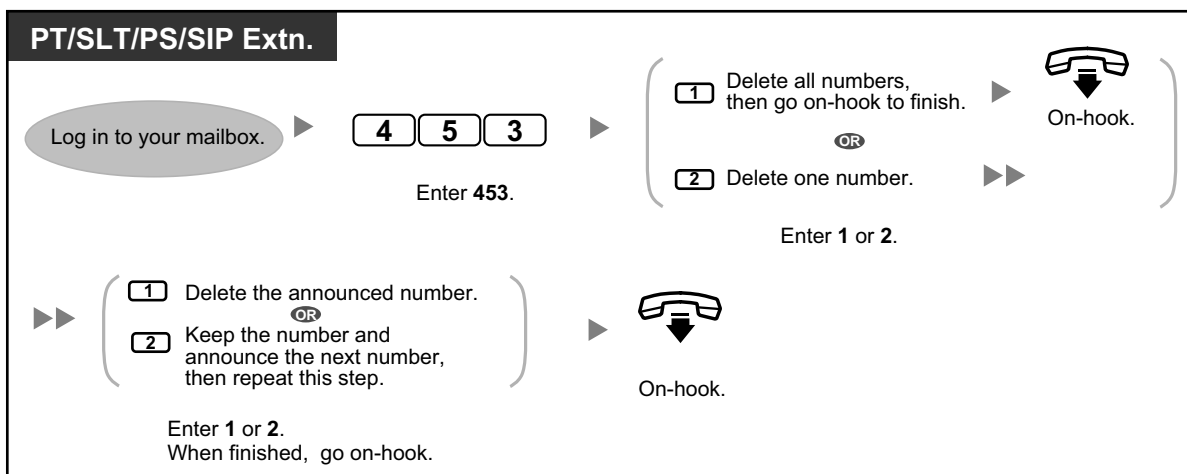 PT/SLT/PS/SIP Extn.
Log in to your mailbox.
4 5 3
Enter 453.
1 Delete all numbers,
then go on-hook to finish.
OR
2 Delete one number.
Enter 1 or 2.
On-hook.
1 Delete the announced number.
OR
2 Keep the number and
announce the next number,
then repeat this step.
Enter 1 or 2.
When finished, go on-hook.
On-hook.